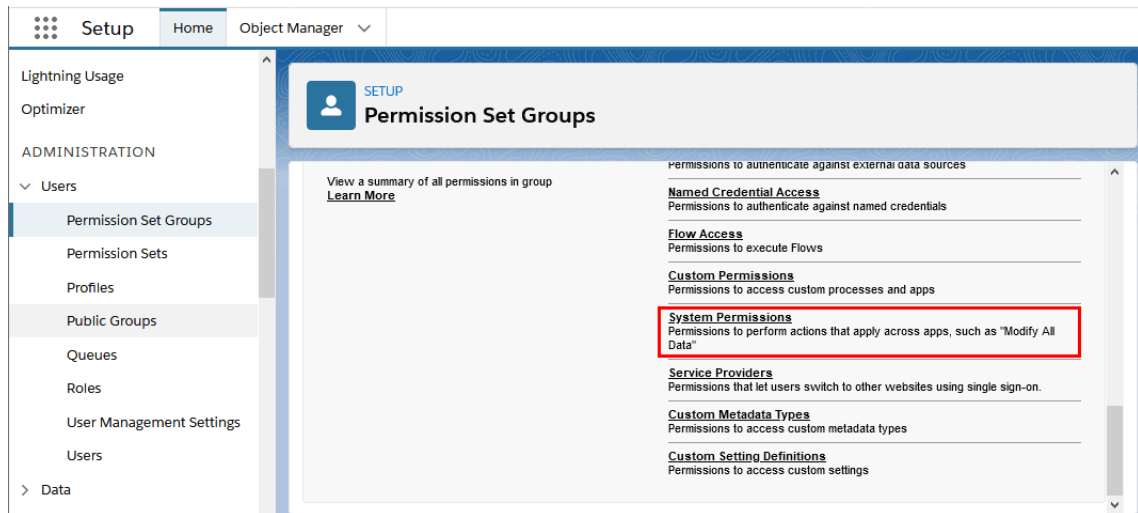 Setup
Home
Object Manager
Lightning Usage
Optimizer
ADMINISTRATION
Users
Permission Set Groups
Permission Sets
Profiles
Public Groups
Queues
Roles
User Management Settings
Users
Data
SETUP
Permission Set Groups
View a summary of all permissions in group
Learn More
Permissions to authenticate against external data sources
Named Credential Access
Permissions to authenticate against named credentials
Flow Access
Permissions to execute Flows
Custom Permissions
Permissions to access custom processes and apps
System Permissions
Permissions to perform actions that apply across apps, such as "Modify All
Data"
Service Providers
Permissions that let users switch to other websites using single sign-on.
Custom Metadata Types
Permissions to access custom metadata types
Custom Setting Definitions
Permissions to access custom settings